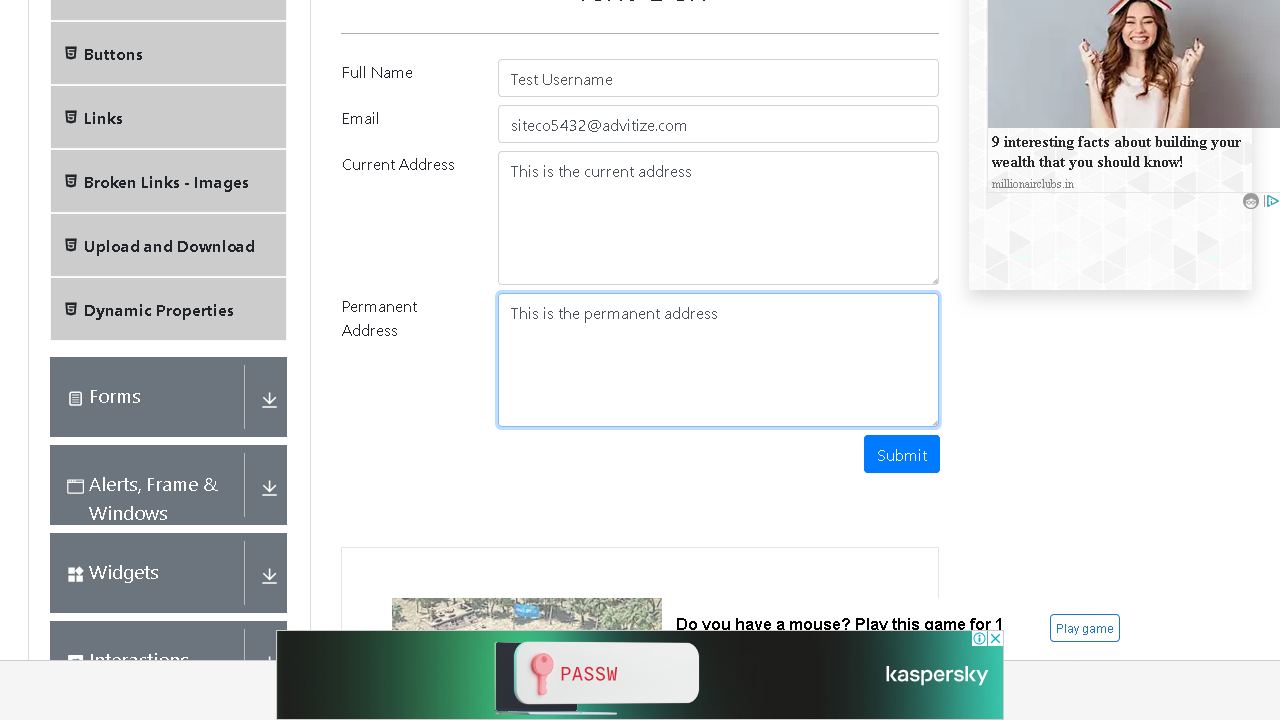 Buttons
Links
Broken Links - Images
Upload and Download
Dynamic Properties
Forms
Alerts, Frame &
Windows
Widgets
Full Name
Test Username
Email
siteco5432@advitize.com
Current Address
This is the current address
Permanent
Address
This is the permanent address
Submit
9 interesting facts about building your
wealth that you should know!
millionairclubs.in
Do you have a mouse? Play this game for 1
Play game
PASSW
kaspersky